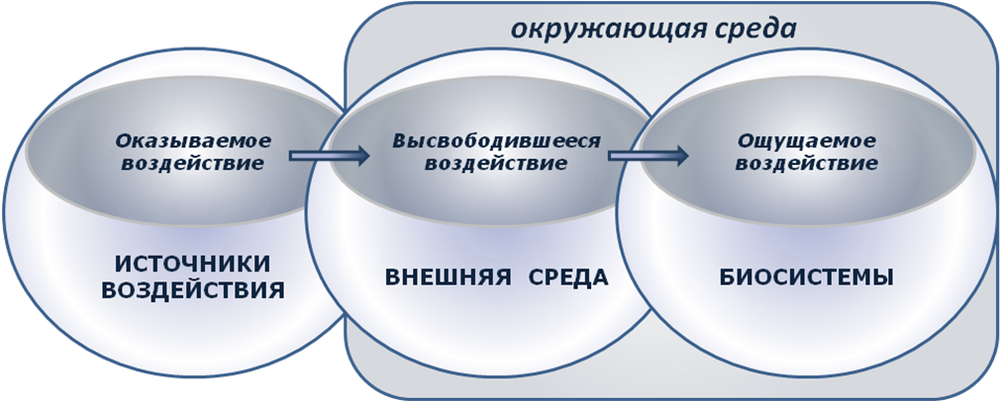 окружающая среда
Оказываемое
воздействие
Высвободившееся
воздействие
Ощущаемое
воздействие
ИСТОЧНИКИ
ВОЗДЕЙСТВИЯ
ВНЕШНЯЯ СРЕДА
БИОСИСТЕМЫ